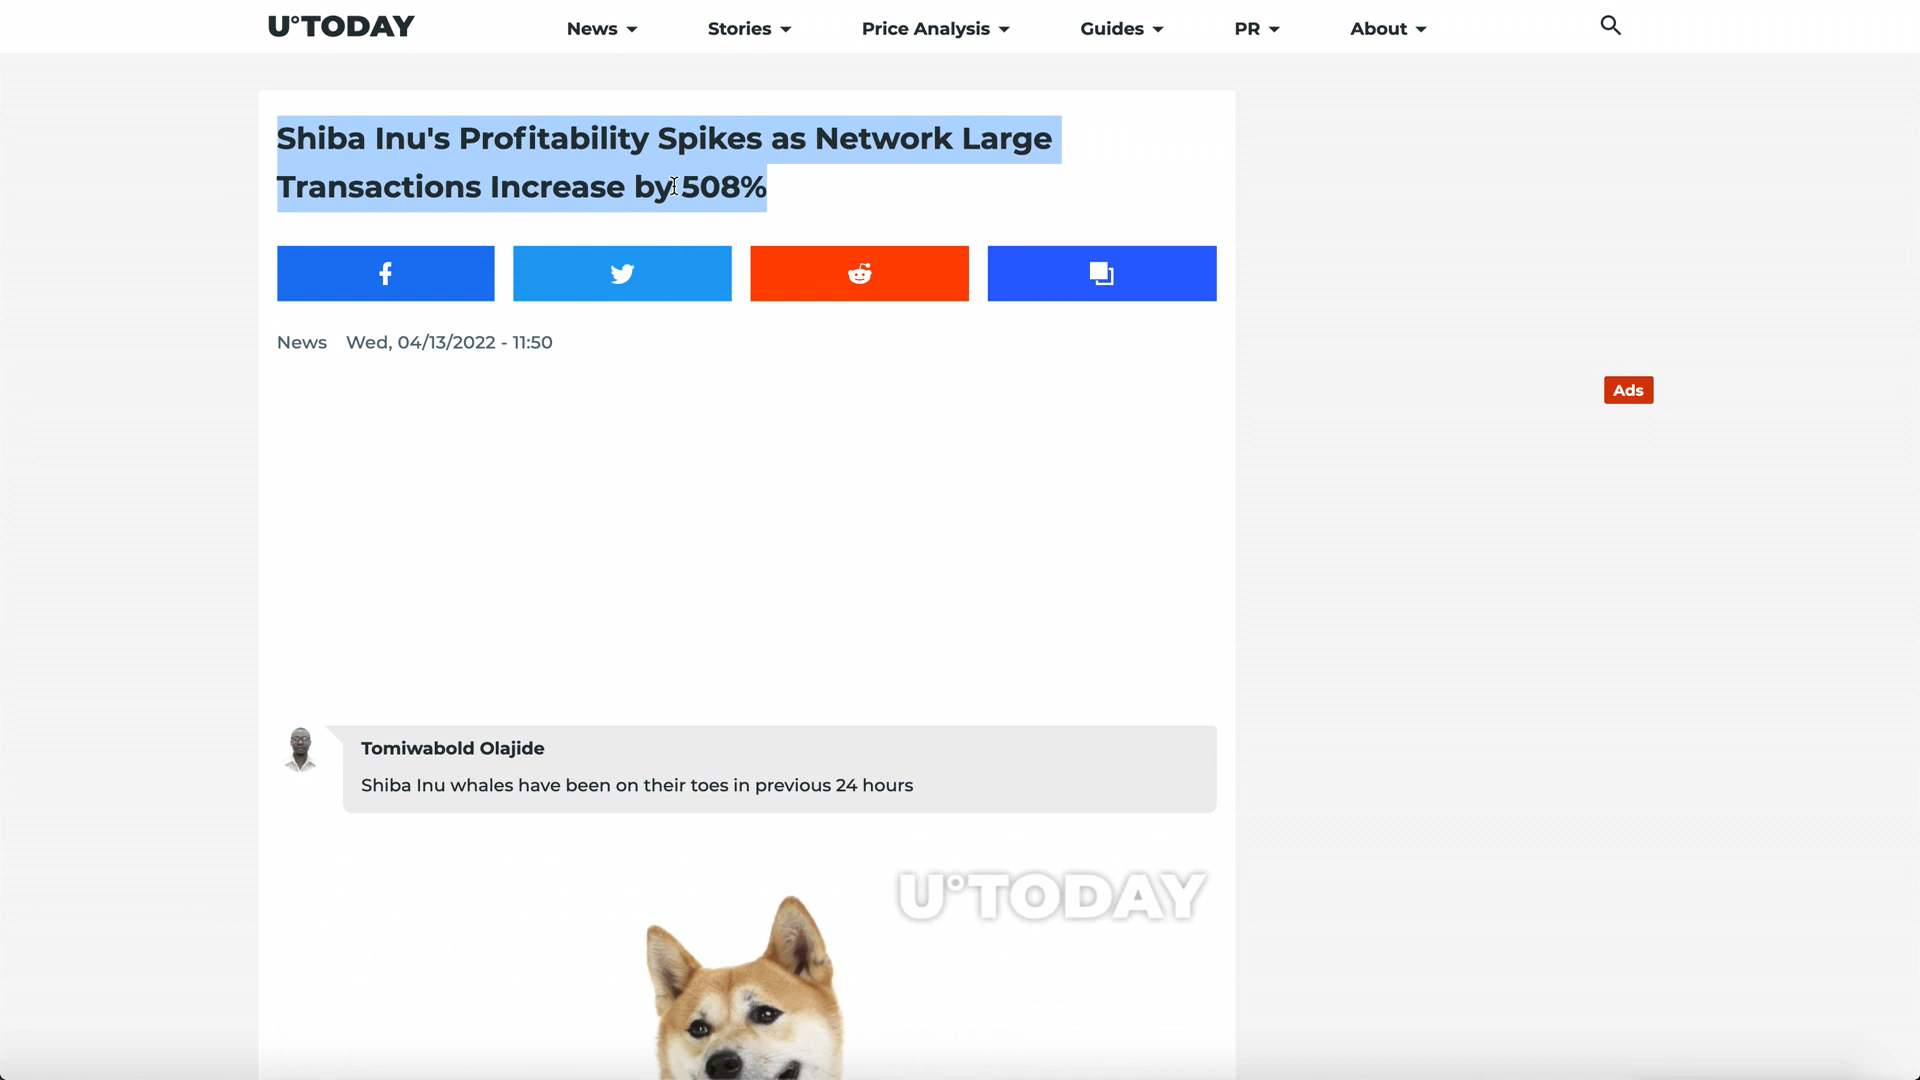 U°TODAY
News
Stories
Price Analysis
Guides
PR
About
Shiba Inu's Profitability Spikes as Network Large
Transactions Increase by 508%
News Wed, 04/13/2022 - 11:50
Ads
Tomiwabold Olajide
Shiba Inu whales have been on their toes in previous 24 hours
U°TODAY